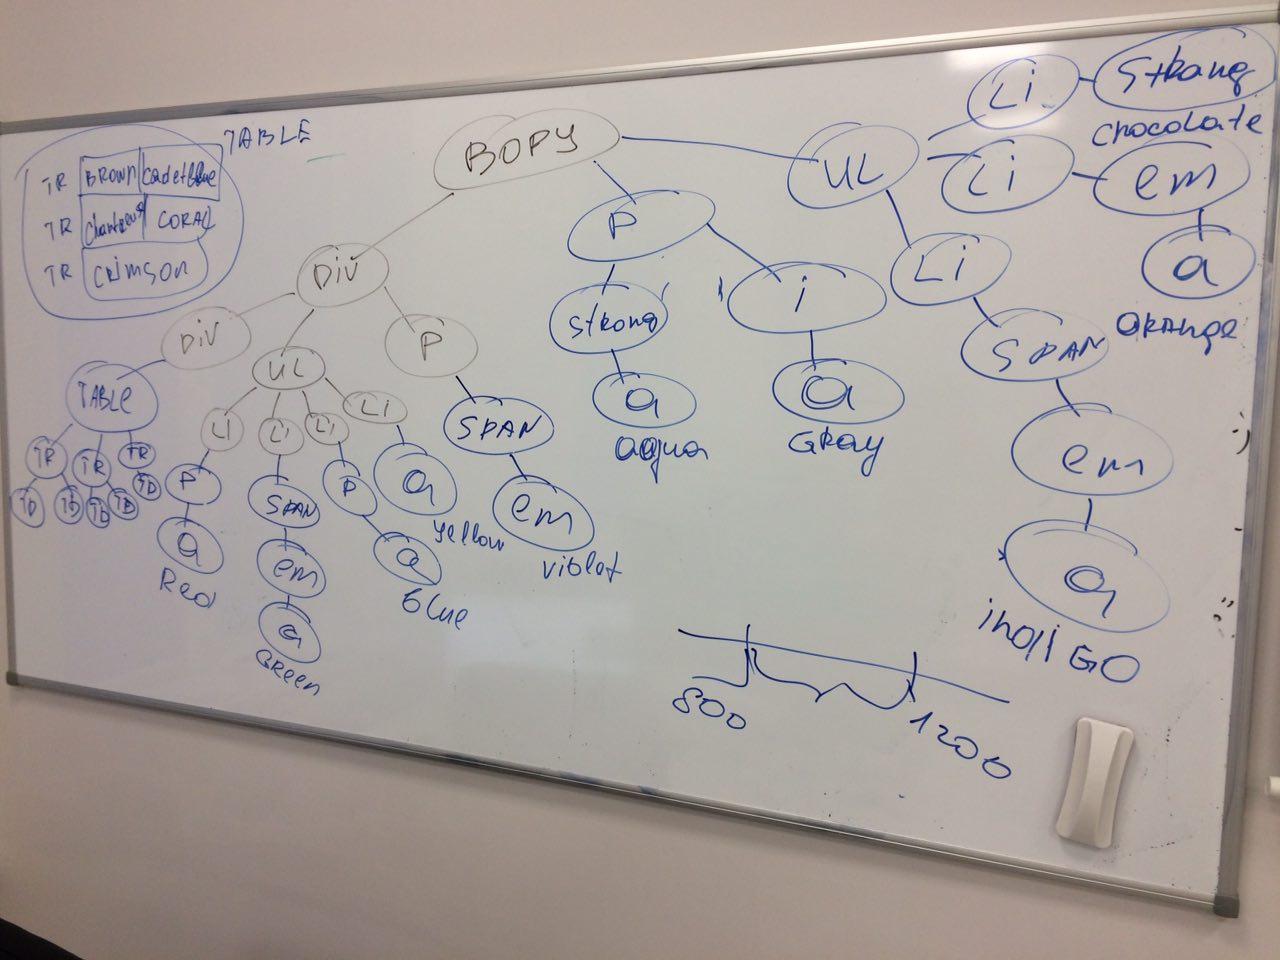 TABLE
TR BROWN cadetBlue
TR CORAL
TR CRimson
BODY
DiV
P
UL
Li Strong
chocolate
Li em
a
ORANGE
Li
SPAN
em
a
indiGO
strong
a
aqua
i
a
GRay
DiV
UL
P
TABLE
TR TR TR
TD TD TD TD TD
Li Li Li Li
P
a
Red
SPAN
em
a
GReen
P
a
blue
a
yellow
SPAN
em
violet
800
1200